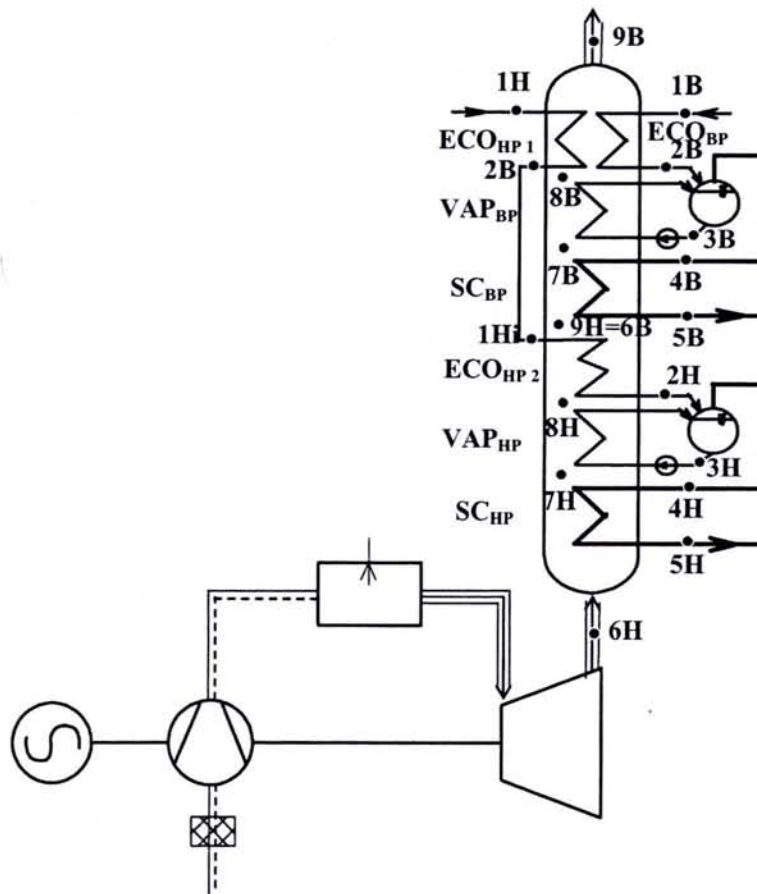 9B
1H 1B
ECO_HP 1 ECO_BP
2B 2B
8B
VAP_BP
3B
7B 4B
SC_BP
9H=6B 5B
1Hi
ECO_HP 2
2H
8H
VAP_HP
3H
7H 4H
SC_HP
5H
6H